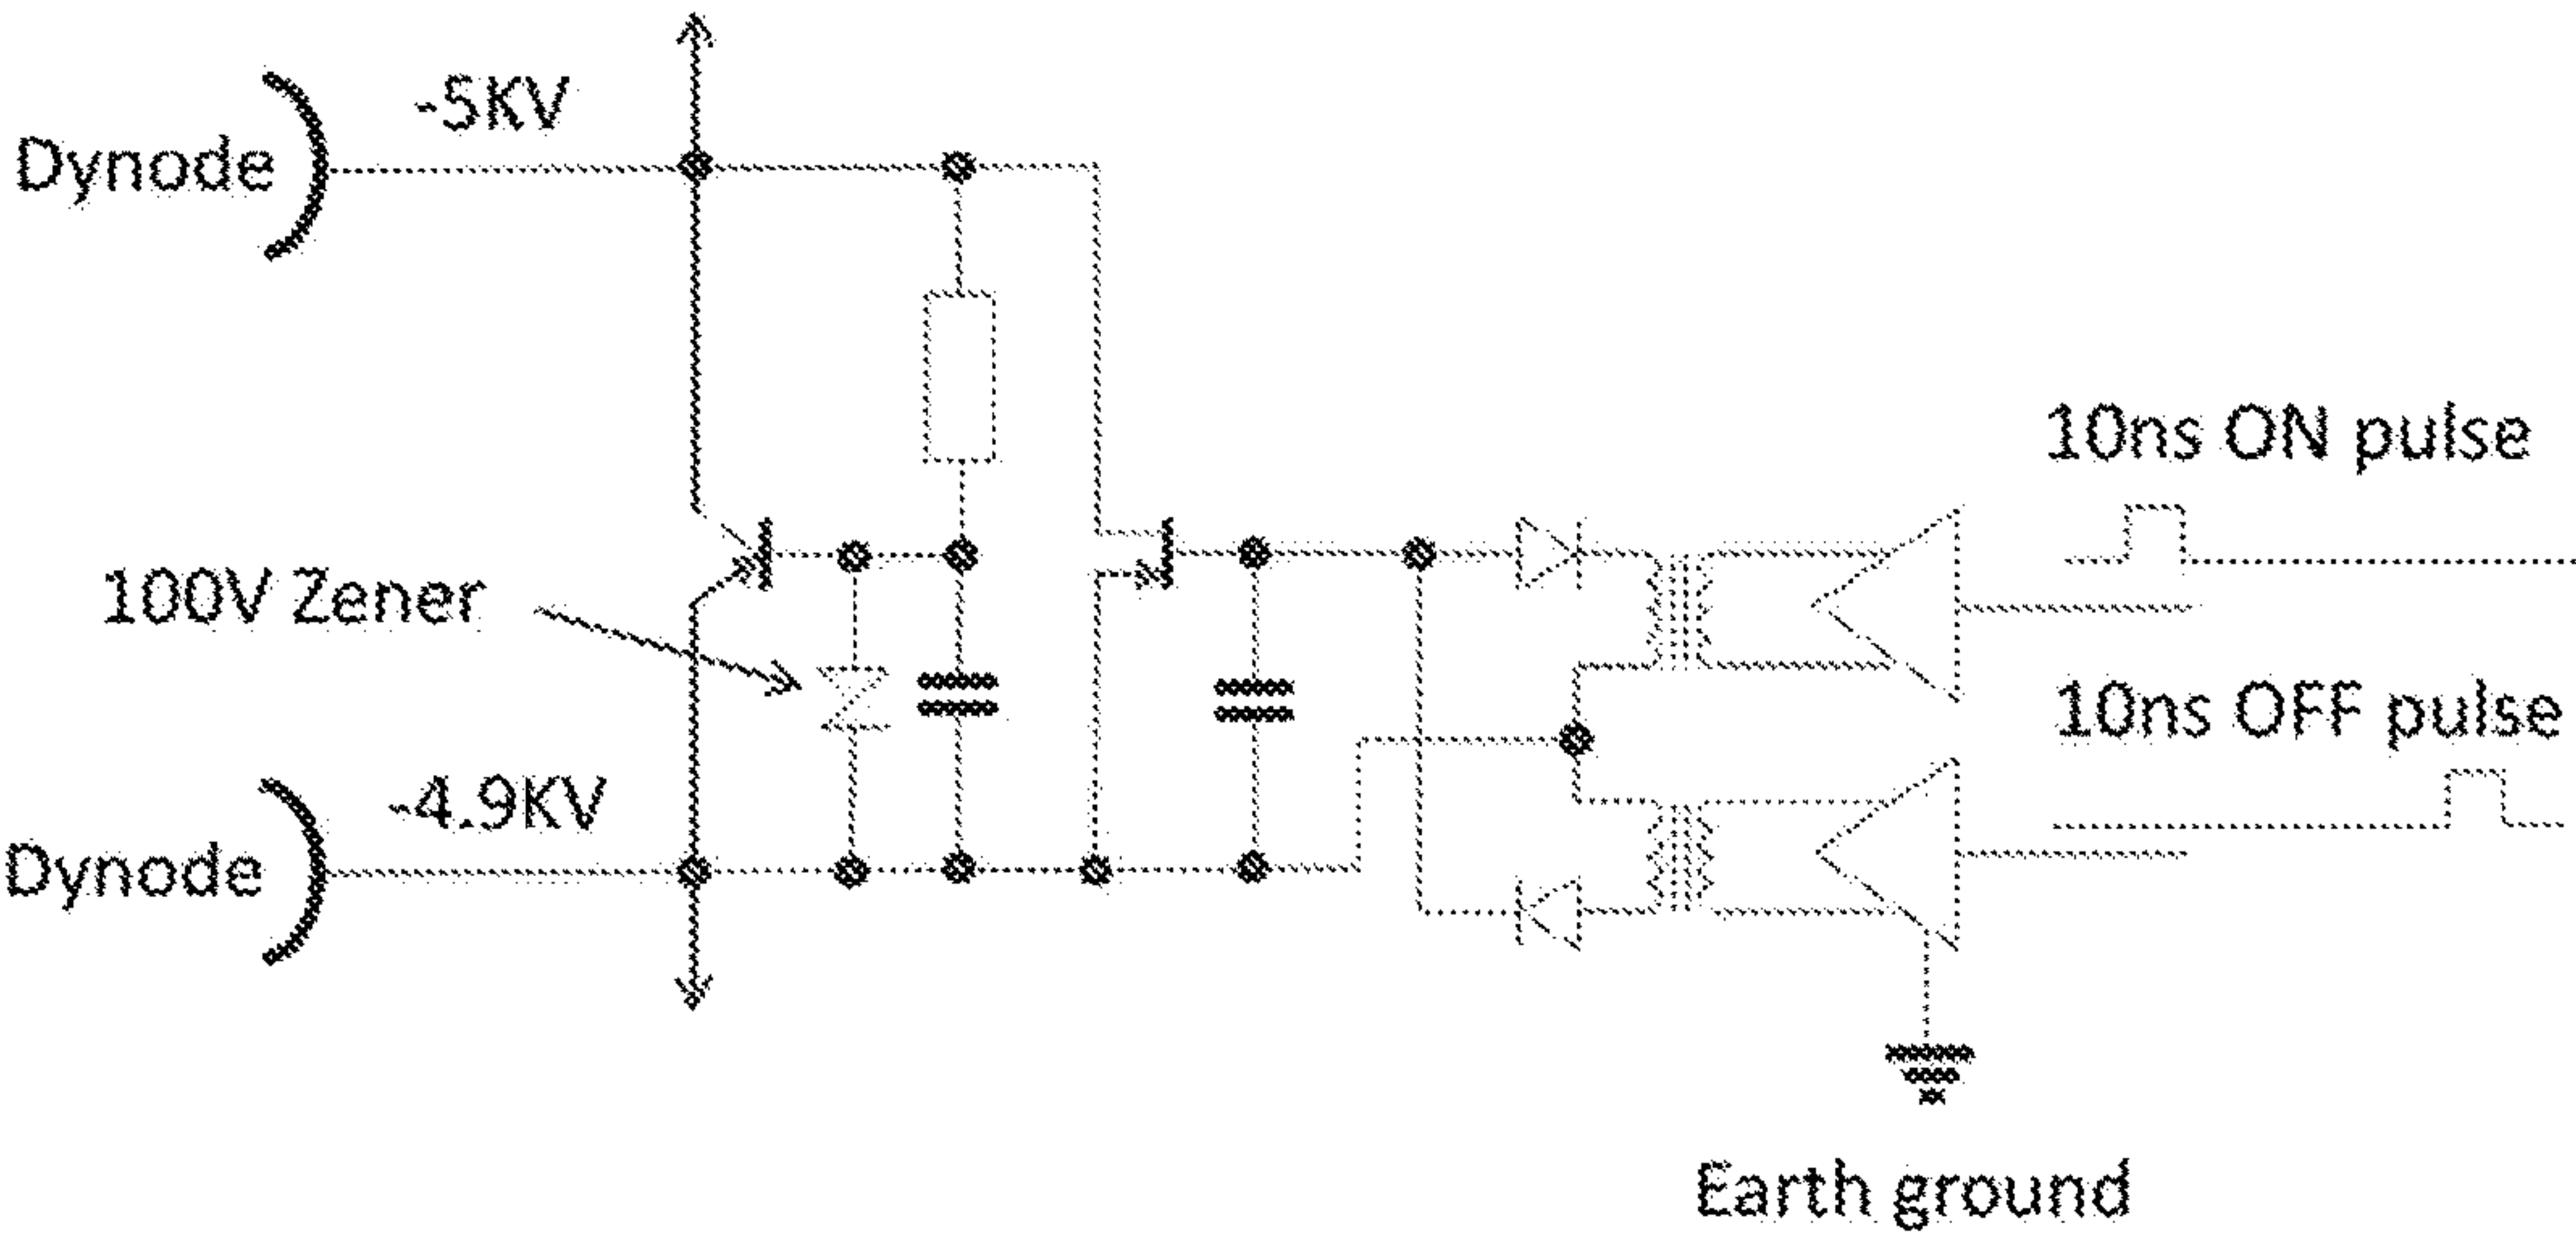 -5KV
Dynode
10ns ON pulse
100V Zener
10ns OFF pulse
-4.9KV
Dynode
Earth ground